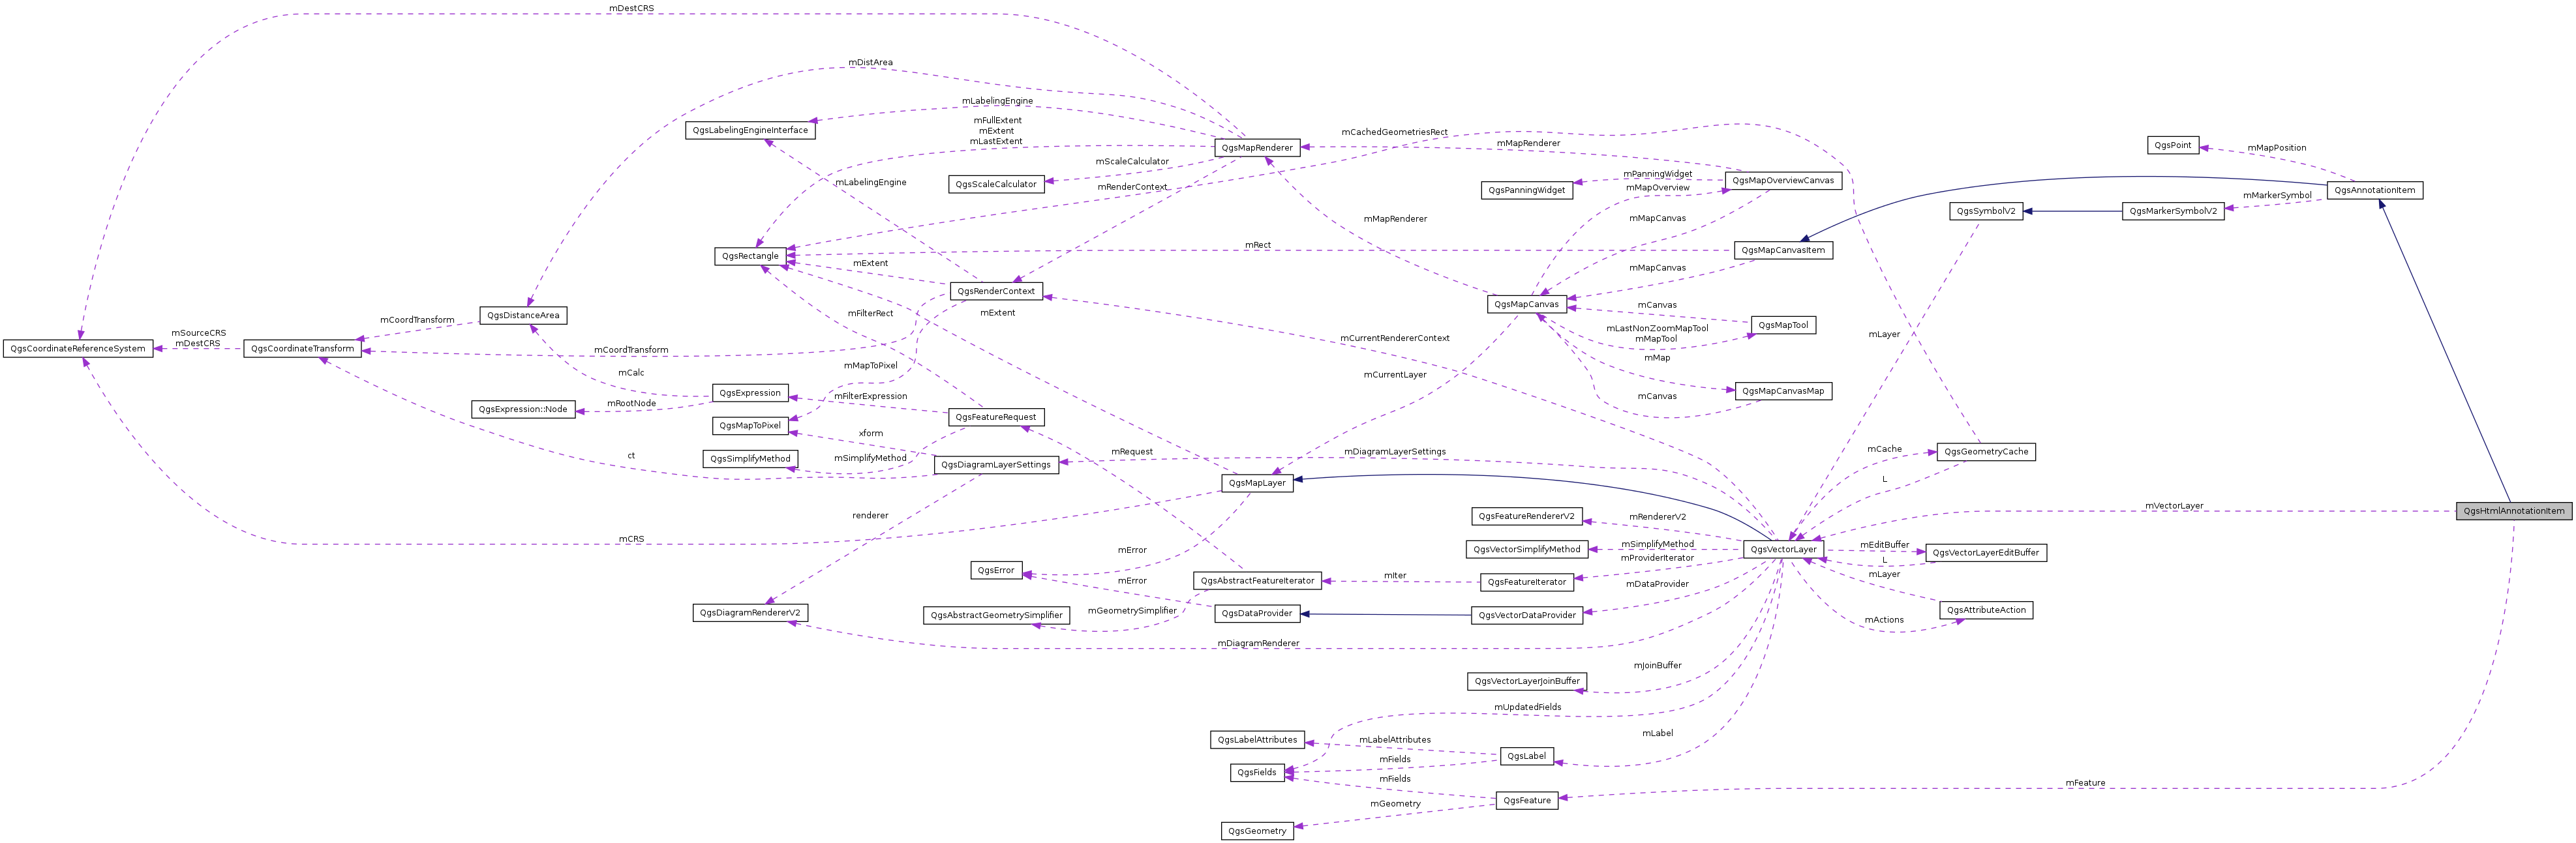 mDestCRS
mDistArea
mLabelingEngine
QgsLabelingEngineInterface
mFullExtent
mExtent
mLastExtent
mCachedGeometriesRect
QgsMapRenderer
mMapRenderer
QgsPoint
mMapPosition
mScaleCalculator
QgsScaleCalculator
mLabelingEngine
mRenderContext
mPanningWidget
QgsPanningWidget
mMapOverview
QgsMapOverviewCanvas
QgsAnnotationItem
mMarkerSymbol
mMapRenderer
mMapCanvas
QgsSymbolV2
QgsMarkerSymbolV2
QgsRectangle
mRect
QgsMapCanvasItem
mExtent
mMapCanvas
QgsRenderContext
QgsMapCanvas
mCanvas
QgsDistanceArea
mCoordTransform
mFilterRect
mExtent
QgsMapTool
mLastNonZoomMapTool
mMapTool
mSourceCRS
mDestCRS
QgsCoordinateReferenceSystem
QgsCoordinateTransform
mCoordTransform
mCurrentRendererContext
mLayer
mMap
mCalc
mMapToPixel
mCurrentLayer
QgsExpression
mFilterExpression
mCanvas
QgsMapCanvasMap
QgsExpression::Node
mRootNode
QgsFeatureRequest
QgsMapToPixel
xform
ct
QgsSimplifyMethod
mSimplifyMethod
QgsDiagramLayerSettings
mRequest
mDiagramLayerSettings
mCache
QgsGeometryCache
QgsMapLayer
L
renderer
QgsFeatureRendererV2
mRendererV2
mVectorLayer
QgsHtmlAnnotationItem
mCRS
mError
QgsVectorSimplifyMethod
mSimplifyMethod
QgsVectorLayer
mEditBuffer
QgsVectorLayerEditBuffer
mProviderIterator
L
QgsError
mError
QgsAbstractFeatureIterator
mIter
QgsFeatureIterator
mLayer
mDataProvider
QgsDiagramRendererV2
QgsAbstractGeometrySimplifier
mGeometrySimplifier
QgsDataProvider
QgsVectorDataProvider
QgsAttributeAction
mActions
mDiagramRenderer
mJoinBuffer
QgsVectorLayerJoinBuffer
mUpdatedFields
mLabel
QgsLabelAttributes
mLabelAttributes
QgsLabel
mFields
QgsFields
mFields
mFeature
QgsFeature
mGeometry
QgsGeometry